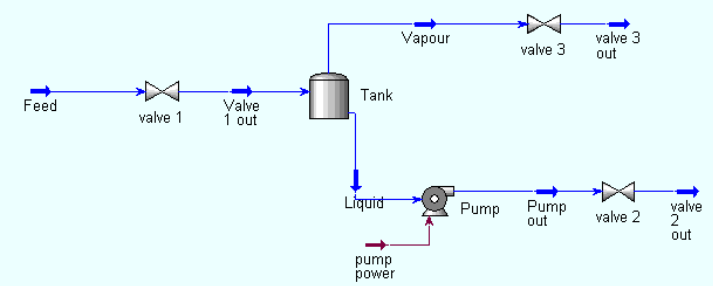 Vapour
valve 3
valve 3
out
Feed
valve 1
Valve
1 out
Tank
Liquid
Pump
Pump
out
valve 2
valve
2
out
pump
power